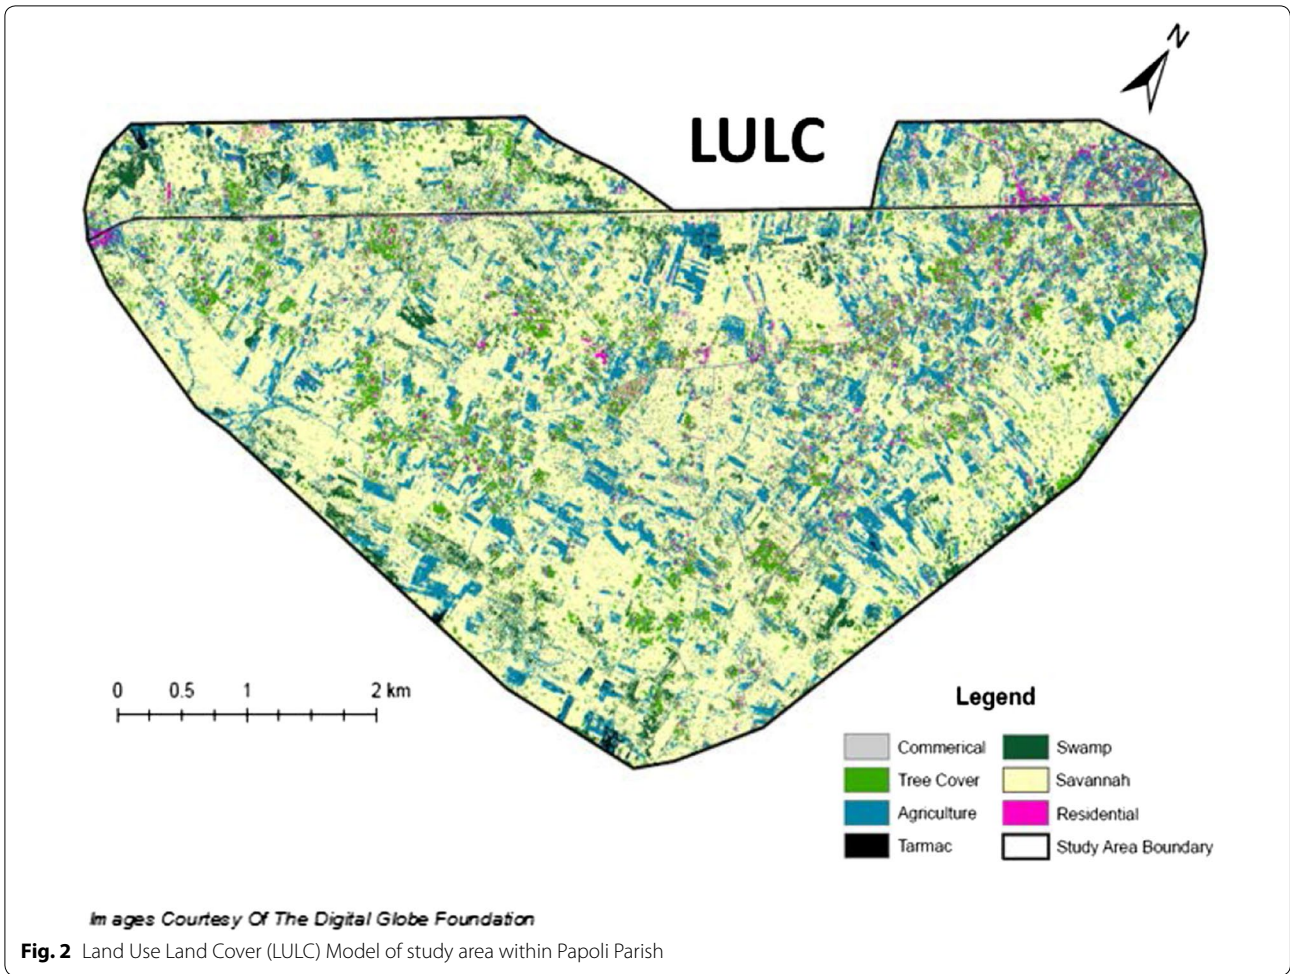 N
LULC
0 0.5 1 2 km
Legend
Commerical Swamp
Tree Cover Savannah
Agriculture Residential
Tarmac Study Area Boundary
Images Courtesy Of The Digital Globe Foundation
Fig. 2 Land Use Land Cover (LULC) Model of study area within Papoli Parish